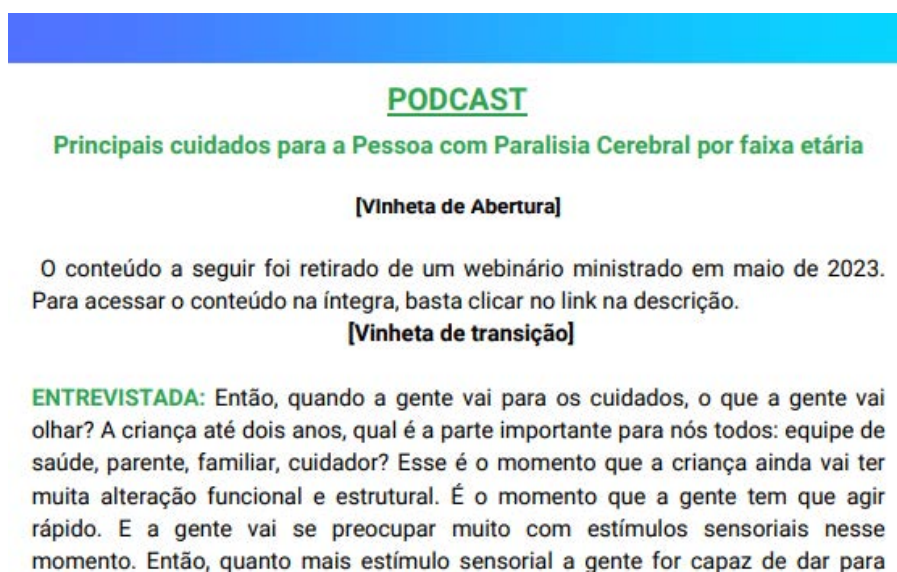 PODCAST
Principais cuidados para a Pessoa com Paralisia Cerebral por faixa etária
[Vinheta de Abertura]
O conteúdo a seguir foi retirado de um webinário ministrado em maio de 2023.
Para acessar o conteúdo na íntegra, basta clicar no link na descrição.
[Vinheta de transição]
ENTREVISTADA: Então, quando a gente vai para os cuidados, o que a gente vai
olhar? A criança até dois anos, qual é a parte importante para nós todos: equipe de
saúde, parente, familiar, cuidador? Esse é o momento que a criança ainda vai ter
muita alteração funcional e estrutural. É o momento que a gente tem que agir
rápido. E a gente vai se preocupar muito com estímulos sensoriais nesse
momento. Então, quanto mais estímulo sensorial a gente for capaz de dar para